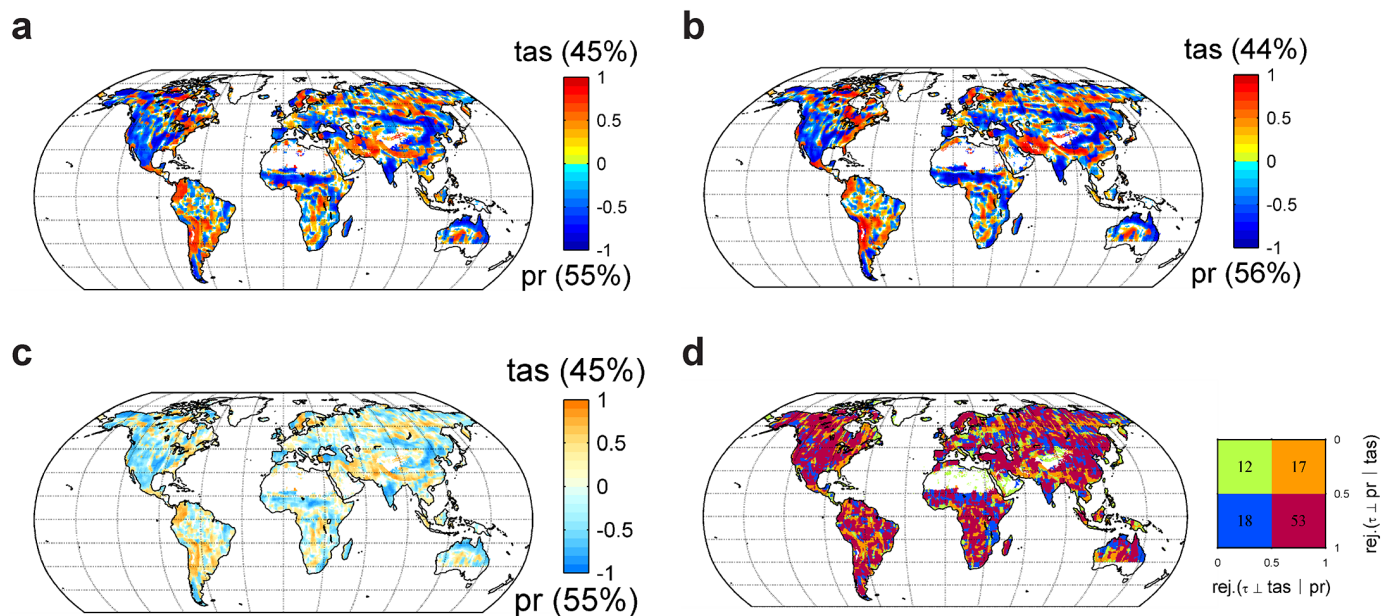 a
tas (45%)
1
0.5
0
-0.5
-1
pr (55%)
b
tas (44%)
1
0.5
0
-0.5
-1
pr (56%)
c
tas (45%)
1
0.5
0
-0.5
-1
pr (55%)
d
12 17
18 53
0
0.5
1
rej.(τ ⊥ pr | tas)
0 0.5 1
rej.(τ ⊥ tas | pr)